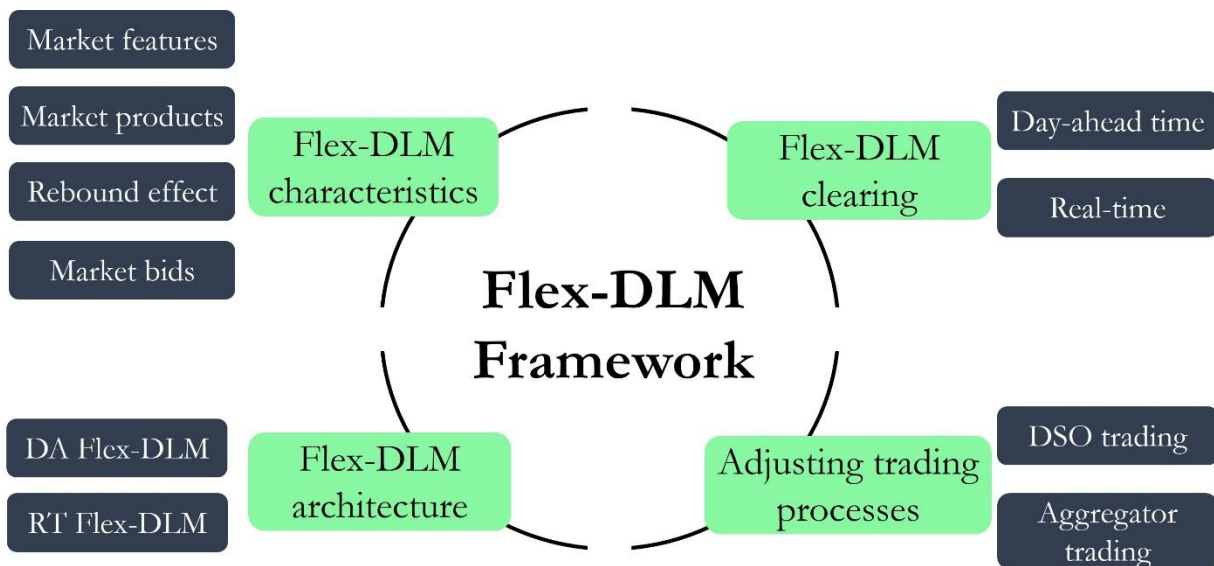 Market features
Market products
Rebound effect
Market bids
Flex-DLM
characteristics
Flex-DLM
clearing
Day-ahead time
Real-time
Flex-DLM
Framework
DA Flex-DLM
RT Flex-DLM
Flex-DLM
architecture
Adjusting trading
processes
DSO trading
Aggregator
trading